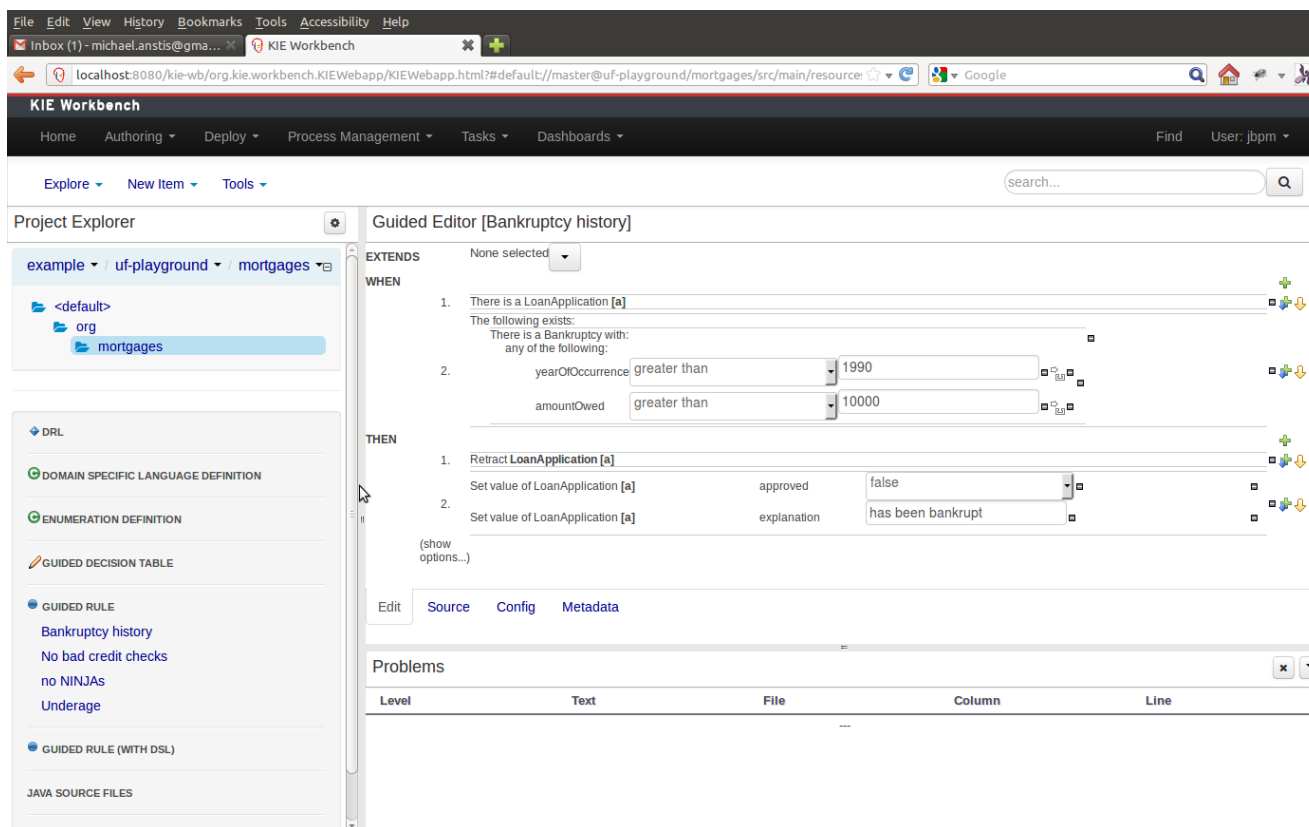 File Edit View History Bookmarks Tools Accessibility Help
Inbox (1) - michael.anstis@gma... KIE Workbench
localhost:8080/kie-wb/org.kie.workbench.KIEWebapp/KIEWebapp.html?#default://master@uf-playground/mortgages/src/main/resource: Google
KIE Workbench
Home Authoring Deploy Process Management Tasks Dashboards Find User: jbpm
Explore New Item Tools search...
Project Explorer
example / uf-playground / mortgages
<default>
org
mortgages
DRL
DOMAIN SPECIFIC LANGUAGE DEFINITION
ENUMERATION DEFINITION
GUIDED DECISION TABLE
GUIDED RULE
Bankruptcy history
No bad credit checks
no NINJAs
Underage
GUIDED RULE (WITH DSL)
JAVA SOURCE FILES
Guided Editor [Bankruptcy history]
EXTENDS None selected
WHEN
1. There is a LoanApplication [a]
The following exists:
There is a Bankruptcy with:
any of the following:
2. yearOfOccurrence greater than 1990
amountOwed greater than 10000
THEN
1. Retract LoanApplication [a]
Set value of LoanApplication [a] approved false
2.
Set value of LoanApplication [a] explanation has been bankrupt
(show
options...)
Edit Source Config Metadata
Problems
Level Text File Column Line
---